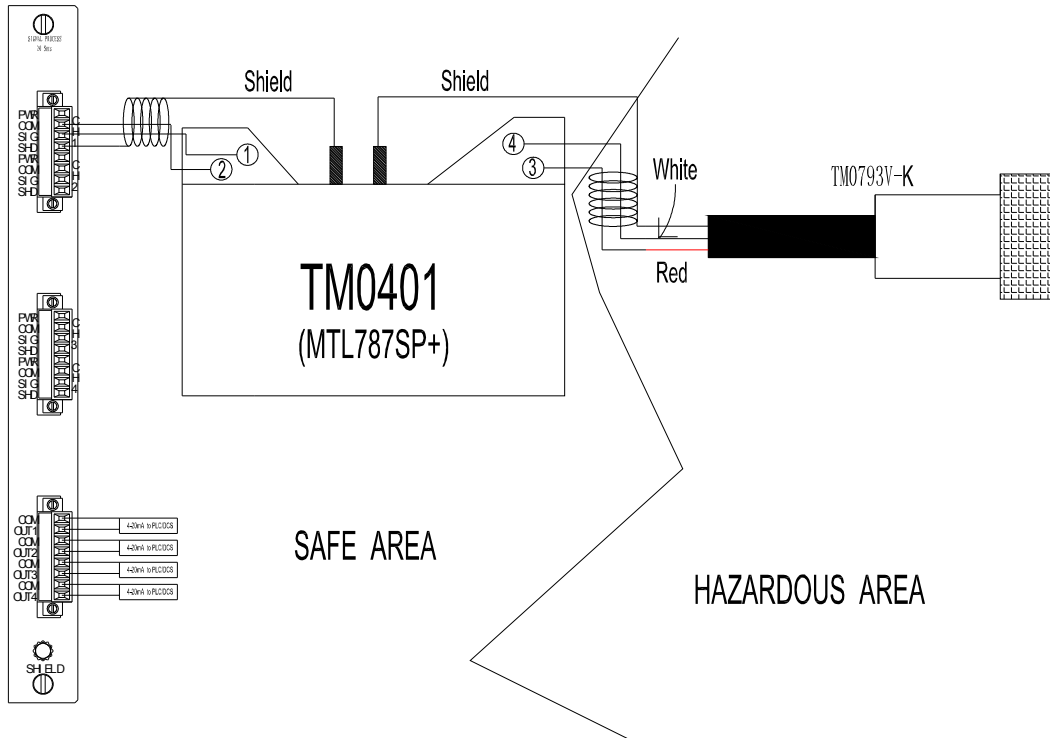 SIGNAL PROCESS
PWR
COM
SIG
SHD
PWR
COM
SIG
SHD
CH1
CH2
Shield
Shield
1
2
4
3
White
Red
TM0793V-K
TM0401
(MTL787SP+)
PWR
COM
SIG
SHD
PWR
COM
SIG
SHD
CH3
CH4
COM
OUT1
COM
OUT2
COM
OUT3
COM
OUT4
4-20mA to PLC/DCS
4-20mA to PLC/DCS
4-20mA to PLC/DCS
4-20mA to PLC/DCS
SAFE AREA
HAZARDOUS AREA
SHIELD